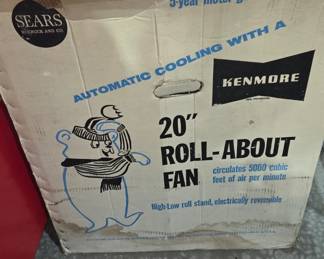 5-year motor g
SEARS
ROEBUCK AND CO.
AUTOMATIC COOLING WITH A
KENMORE
20"
ROLL-ABOUT
FAN
circulates 5000 cubic
feet of air per minute
High-Low roll stand, electrically reversible